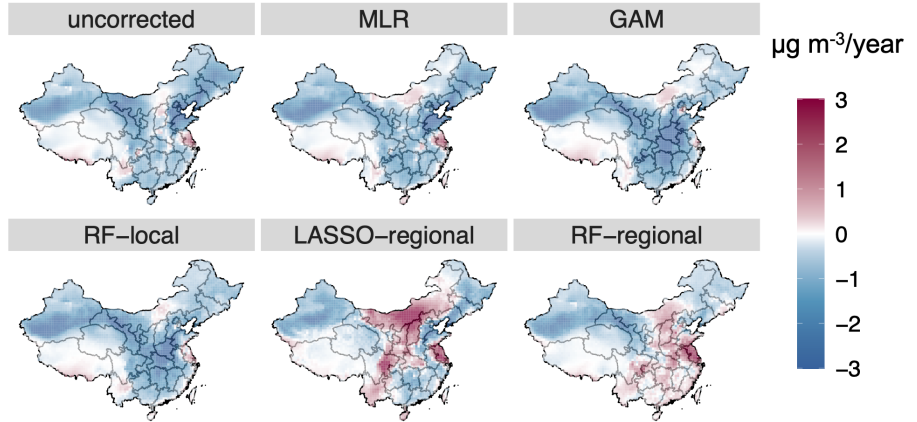 uncorrected
MLR
GAM
μg m-3/year
3
2
1
0
−1
−2
−3
RF−local
LASSO−regional
RF−regional